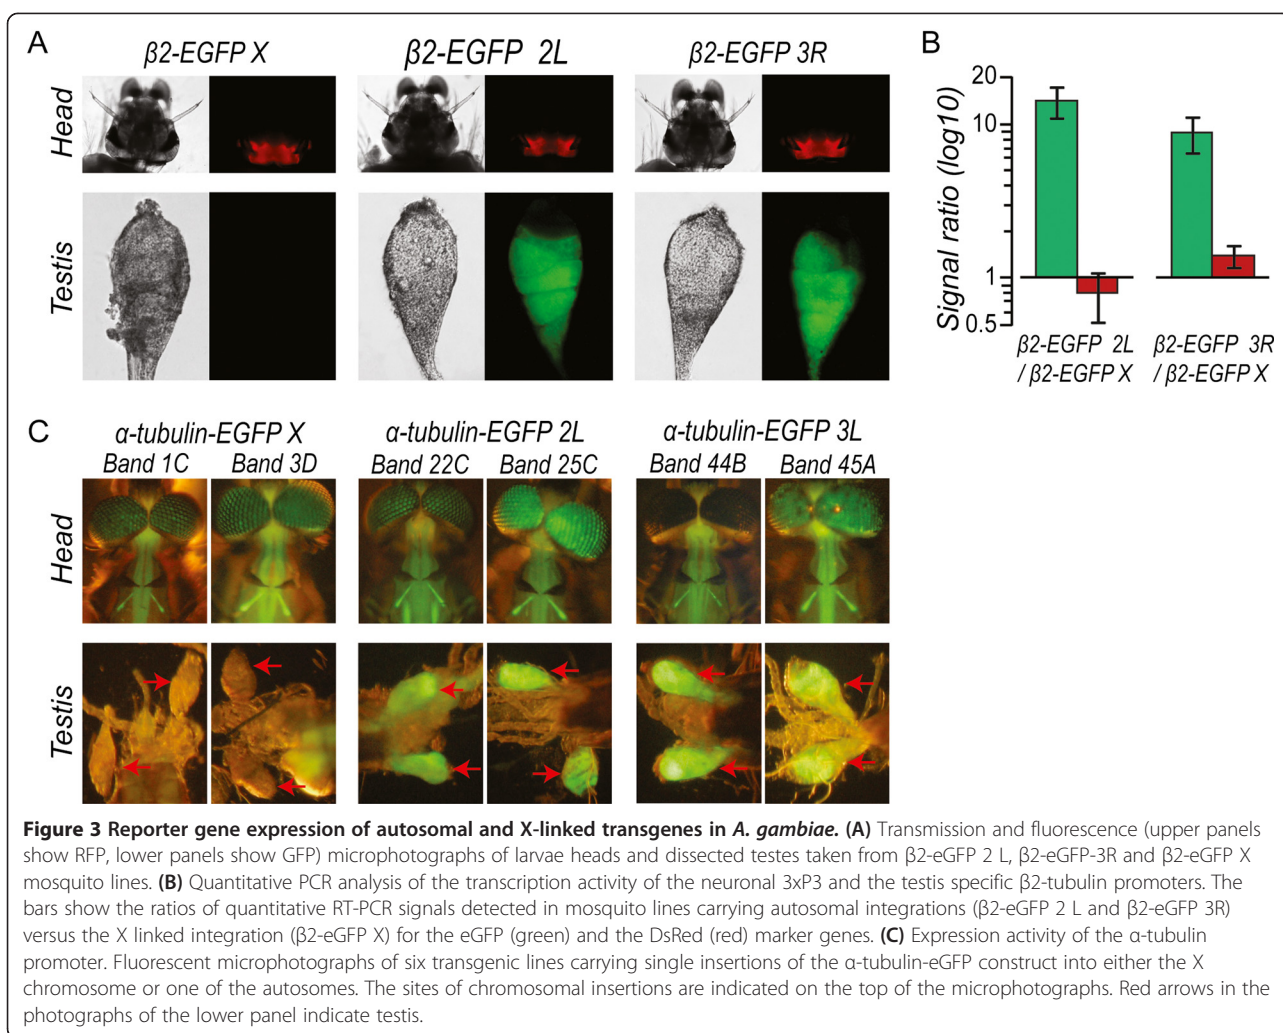 A
β2-EGFP X
β2-EGFP 2L
β2-EGFP 3R
Head
Testis
B
Signal ratio (log10)
20
10
1
0.5
β2-EGFP 2L
/ β2-EGFP X
β2-EGFP 3R
/ β2-EGFP X
C
α-tubulin-EGFP X
α-tubulin-EGFP 2L
α-tubulin-EGFP 3L
Band 1C
Band 3D
Band 22C
Band 25C
Band 44B
Band 45A
Head
Testis
Figure 3 Reporter gene expression of autosomal and X-linked transgenes in A. gambiae. (A) Transmission and fluorescence (upper panels
show RFP, lower panels show GFP) microphotographs of larvae heads and dissected testes taken from β2-eGFP 2 L, β2-eGFP-3R and β2-eGFP X
mosquito lines. (B) Quantitative PCR analysis of the transcription activity of the neuronal 3xP3 and the testis specific β2-tubulin promoters. The
bars show the ratios of quantitative RT-PCR signals detected in mosquito lines carrying autosomal integrations (β2-eGFP 2 L and β2-eGFP 3R)
versus the X linked integration (β2-eGFP X) for the eGFP (green) and the DsRed (red) marker genes. (C) Expression activity of the α-tubulin
promoter. Fluorescent microphotographs of six transgenic lines carrying single insertions of the α-tubulin-eGFP construct into either the X
chromosome or one of the autosomes. The sites of chromosomal insertions are indicated on the top of the microphotographs. Red arrows in the
photographs of the lower panel indicate testis.